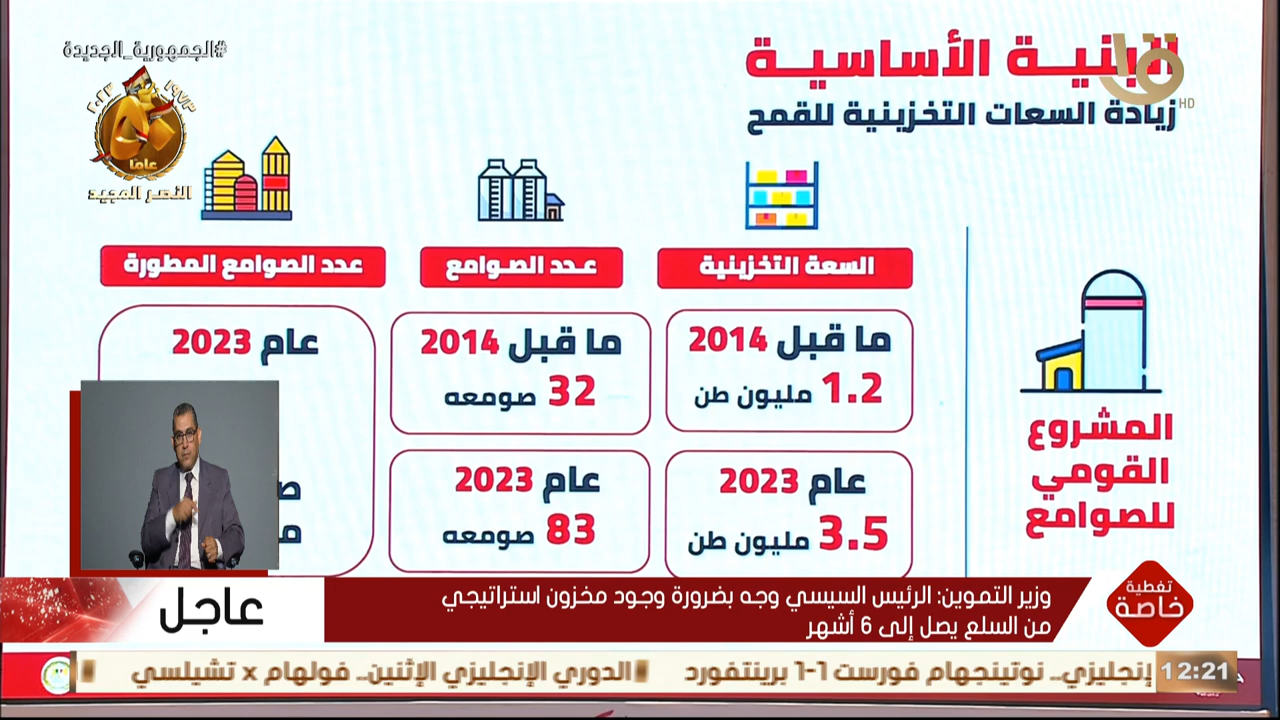 #الجمهورية_الجديدة
١٩٧٣
٢٠٢٣
عاما
النصر المجيد
HD
البنية الأساسية
زيادة السعات التخزينية للقمح
السعة التخزينية
عدد الصوامع
عدد الصوامع المطورة
ما قبل 2014
1.2 مليون طن
ما قبل 2014
32 صومعه
عام 2023
عام 2023
3.5 مليون طن
عام 2023
83 صومعه
المشروع
القومي
للصوامع
تغطية
خاصة
عاجل
وزير التموين: الرئيس السيسي وجه بضرورة وجود مخزون استراتيجي
من السلع يصل إلى 6 أشهر
12:21
إنجليزي.. نوتينجهام فورست 1-1 برينتفورد
الدوري الإنجليزي الإثنين.. فولهام x تشيلسي